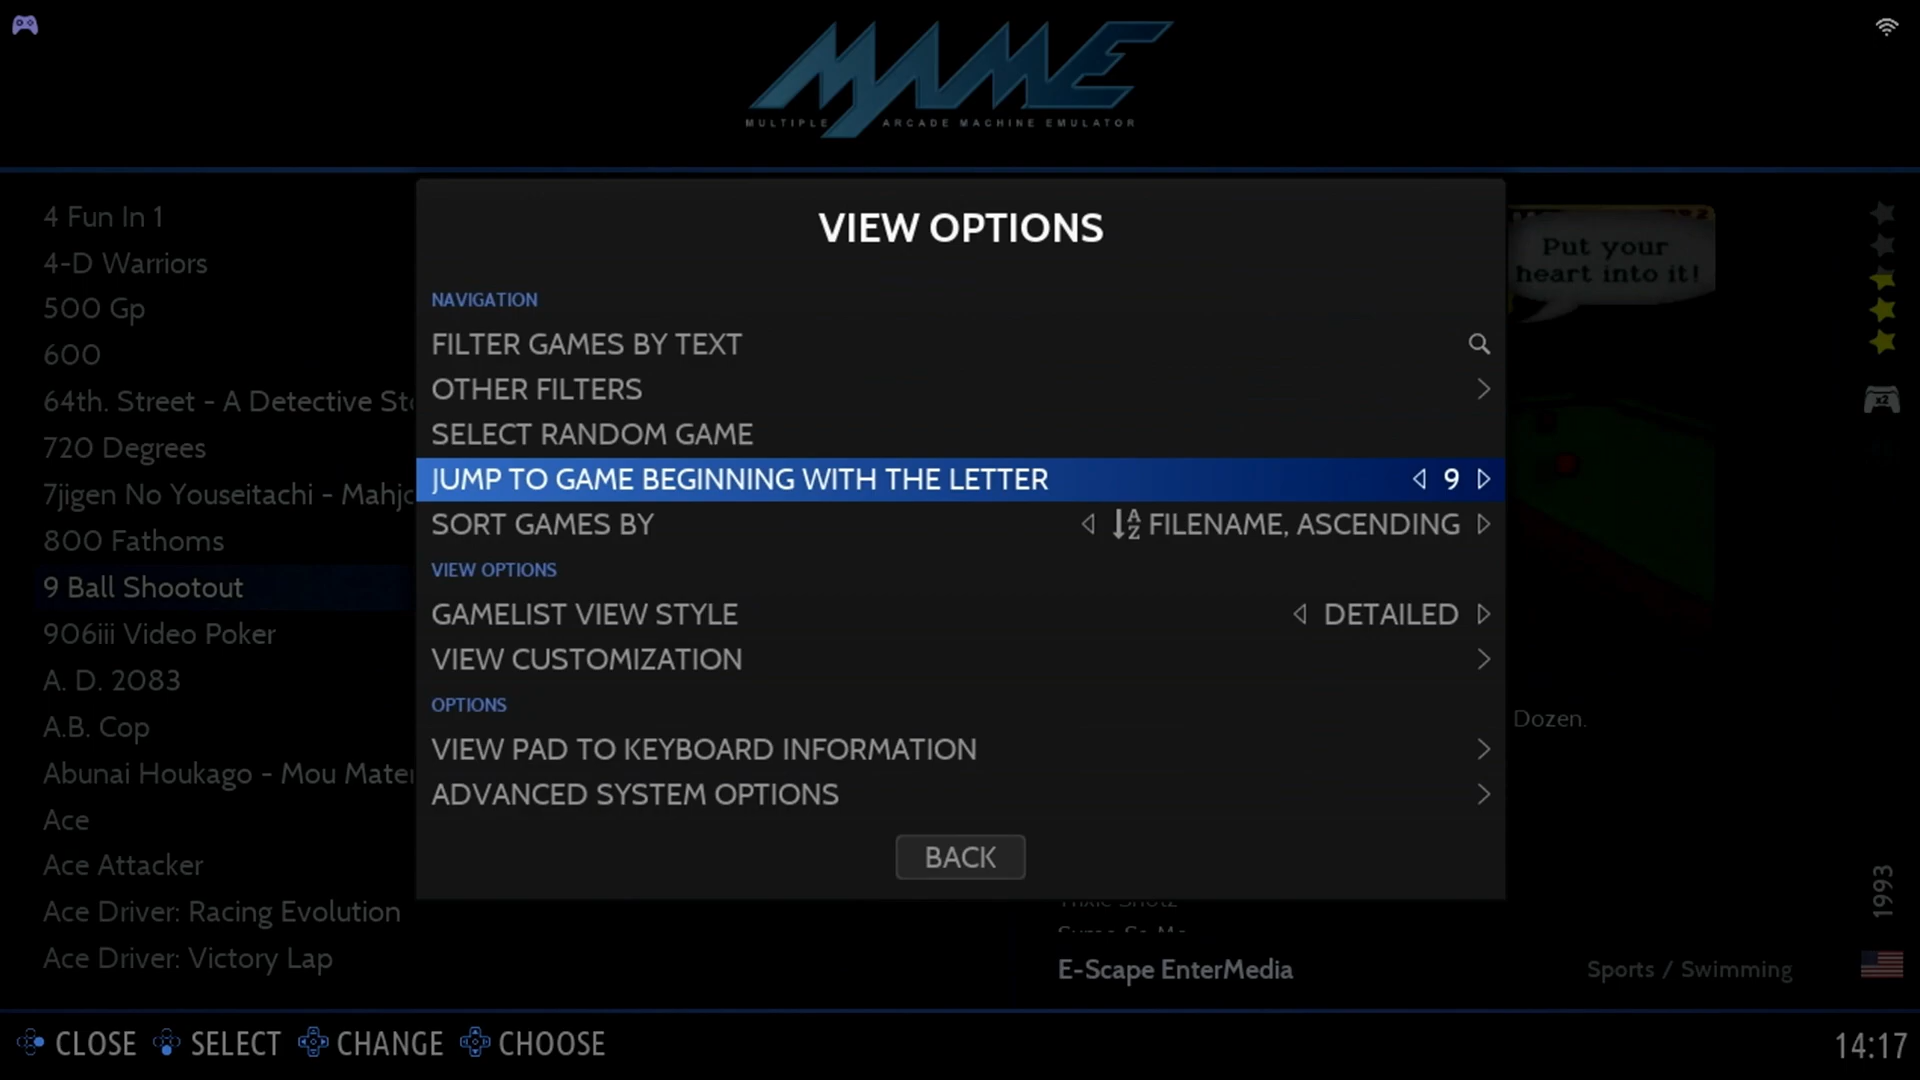 MAME
MULTIPLE ARCADE MACHINE EMULATOR
4 Fun In 1
4-D Warriors
500 Gp
600
64th. Street - A Detective
720 Degrees
7jigen No Youseitachi -
800 Fathoms
9 Ball Shootout
906iii Video Poker
A. D. 2083
A.B. Cop
Abunai Houkago - Mou
Ace
Ace Attacker
Ace Driver: Racing Evolution
Ace Driver: Victory Lap
VIEW OPTIONS
NAVIGATION
FILTER GAMES BY TEXT
OTHER FILTERS
SELECT RANDOM GAME
JUMP TO GAME BEGINNING WITH THE LETTER 9
SORT GAMES BY FILENAME, ASCENDING
VIEW OPTIONS
GAMELIST VIEW STYLE DETAILED
VIEW CUSTOMIZATION
OPTIONS
VIEW PAD TO KEYBOARD INFORMATION
ADVANCED SYSTEM OPTIONS
BACK
Put your
heart into it!
x2
Dozen.
1993
E-Scape EnterMedia
Sports / Swimming
CLOSE SELECT CHANGE CHOOSE
14:17